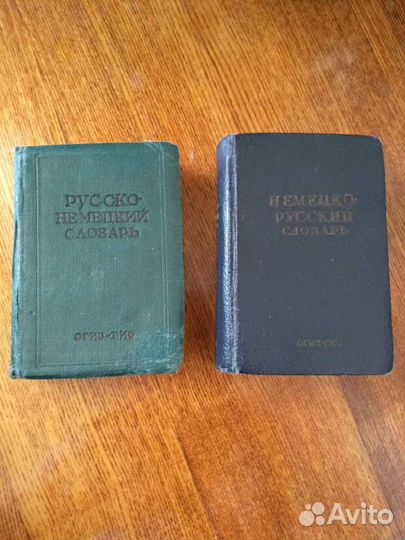 РУССКО-
НЕМЕЦКИЙ
СЛОВАРЬ
ОГИЗ-ГИС
НЕМЕЦКО-
РУССКИЙ
СЛОВАРЬ
ОГИЗ-ГИС
Avito